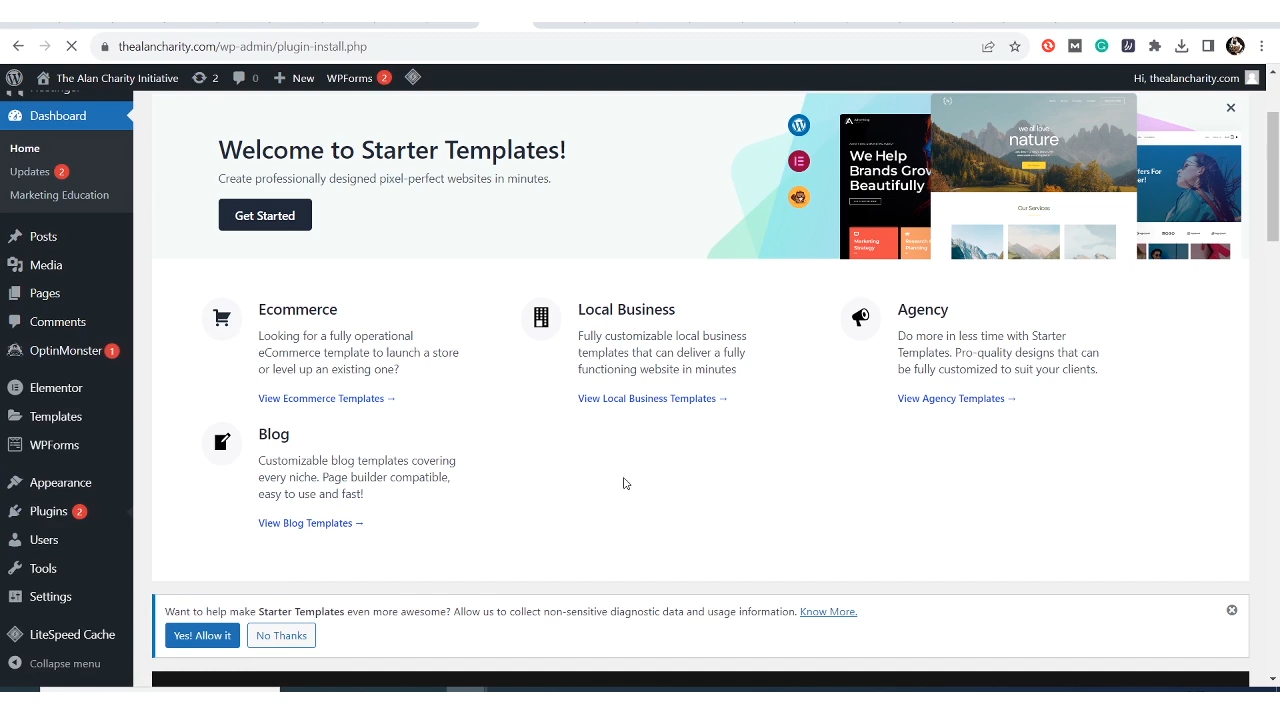 thealancharity.com/wp-admin/plugin-install.php
The Alan Charity Initiative 2 0 New WPForms 2
Hi, thealancharity.com
Dashboard
Home
Updates 2
Marketing Education
Posts
Media
Pages
Comments
OptinMonster 1
Elementor
Templates
WPForms
Appearance
Plugins 2
Users
Tools
Settings
LiteSpeed Cache
Collapse menu
Welcome to Starter Templates!
Create professionally designed pixel-perfect websites in minutes.
Get Started
We Help
Brands Grow
Beautifully
Marketing
Strategy
we all love
nature
Our Services
Ecommerce
Looking for a fully operational
eCommerce template to launch a store
or level up an existing one?
View Ecommerce Templates →
Local Business
Fully customizable local business
templates that can deliver a fully
functioning website in minutes
View Local Business Templates →
Agency
Do more in less time with Starter
Templates. Pro-quality designs that can
be fully customized to suit your clients.
View Agency Templates →
Blog
Customizable blog templates covering
every niche. Page builder compatible,
easy to use and fast!
View Blog Templates →
Want to help make Starter Templates even more awesome? Allow us to collect non-sensitive diagnostic data and usage information. Know More.
Yes! Allow it
No Thanks